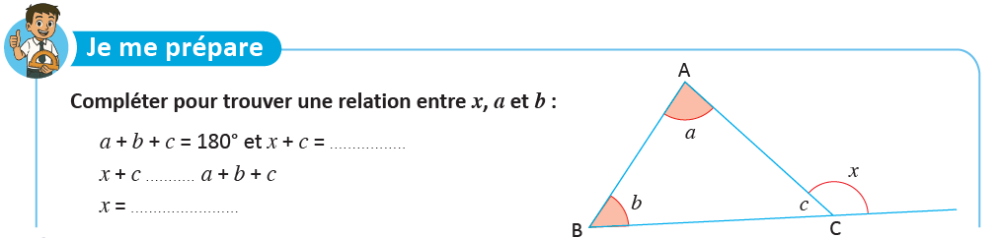 Je me prépare
Compléter pour trouver une relation entre x, a et b :
a + b + c = 180° et x + c = .................
x + c ........... a + b + c
x = ........................
A
a
x
b
c
B
C